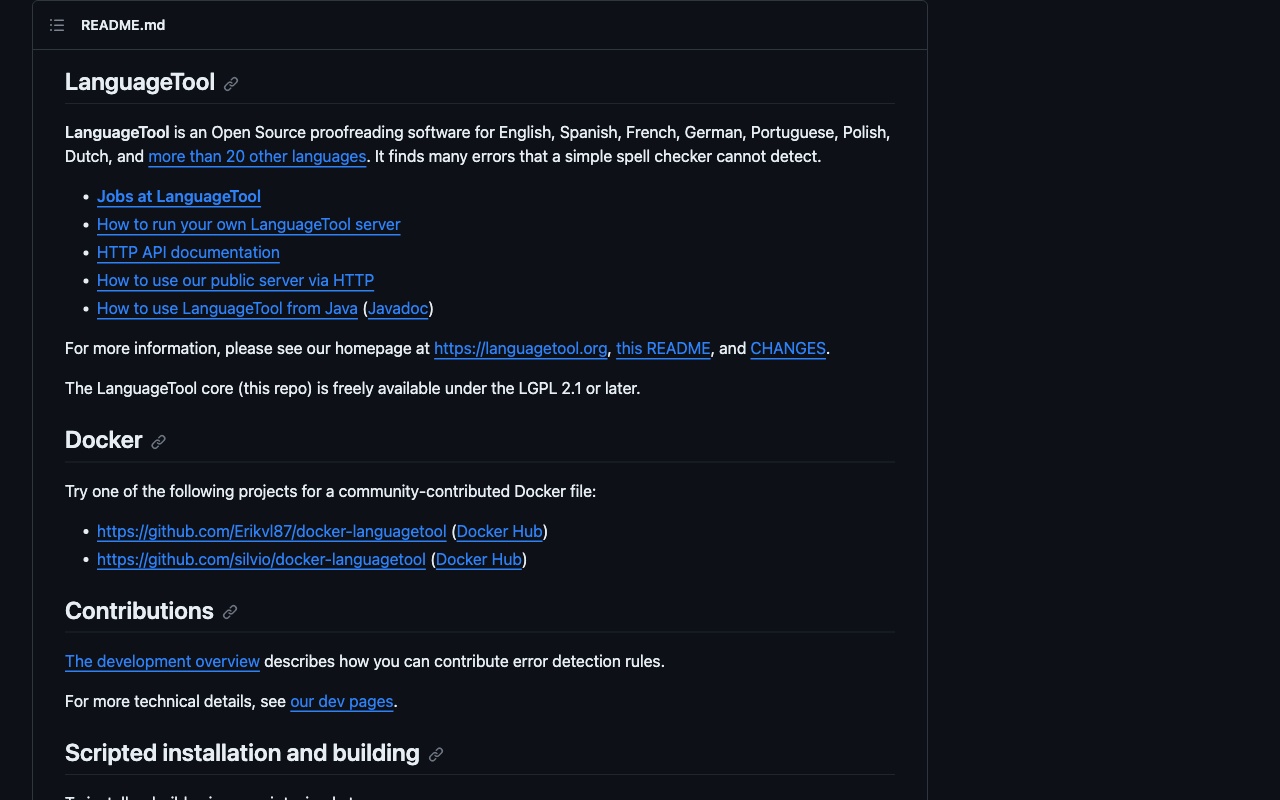 README.md
LanguageTool
LanguageTool is an Open Source proofreading software for English, Spanish, French, German, Portuguese, Polish,
Dutch, and more than 20 other languages. It finds many errors that a simple spell checker cannot detect.
Jobs at LanguageTool
How to run your own LanguageTool server
HTTP API documentation
How to use our public server via HTTP
How to use LanguageTool from Java (Javadoc)
For more information, please see our homepage at https://languagetool.org, this README, and CHANGES.
The LanguageTool core (this repo) is freely available under the LGPL 2.1 or later.
Docker
Try one of the following projects for a community-contributed Docker file:
https://github.com/Erikvl87/docker-languagetool (Docker Hub)
https://github.com/silvio/docker-languagetool (Docker Hub)
Contributions
The development overview describes how you can contribute error detection rules.
For more technical details, see our dev pages.
Scripted installation and building